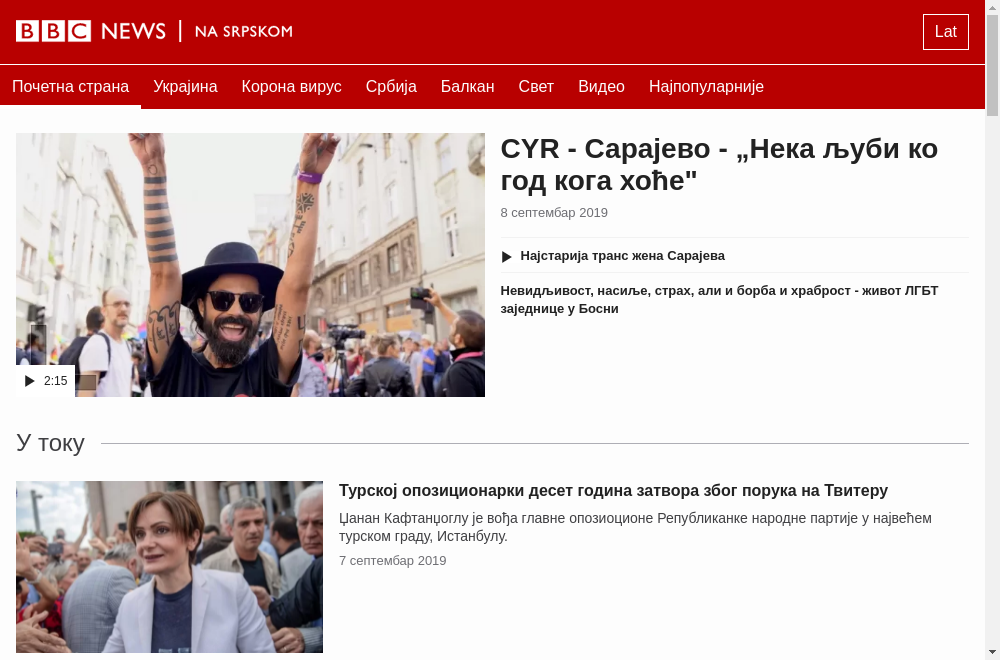 BBC NEWS | NA SRPSKOM
Lat
Почетна страна Украјина Корона вирус Србија Балкан Свет Видео Најпопуларније
CYR - Сарајево - „Нека љуби ко
год кога хоће"
8 септембар 2019
Најстарија транс жена Сарајева
Невидљивост, насиље, страх, али и борба и храброст - живот ЛГБТ
заједнице у Босни
2:15
У току
Турској опозиционарки десет година затвора због порука на Твитеру
Џанан Кафтанџоглу је вођа главне опозиоционе Републиканке народне партије у највећем
турском граду, Истанбулу.
7 септембар 2019